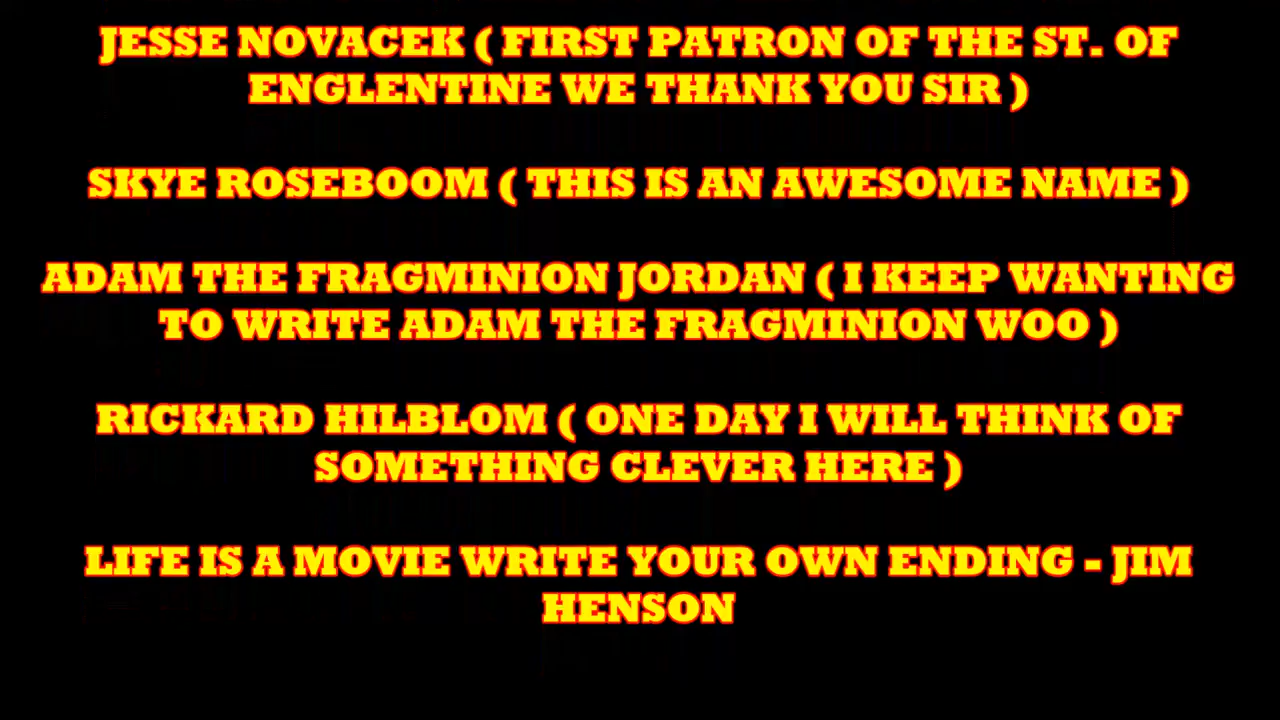 JESSE NOVACEK ( FIRST PATRON OF THE ST. OF
ENGLENTINE WE THANK YOU SIR )
SKYE ROSEBOOM ( THIS IS AN AWESOME NAME )
ADAM THE FRAGMINION JORDAN ( I KEEP WANTING
TO WRITE ADAM THE FRAGMINION WOO )
RICKARD HILBLOM ( ONE DAY I WILL THINK OF
SOMETHING CLEVER HERE )
LIFE IS A MOVIE WRITE YOUR OWN ENDING - JIM
HENSON